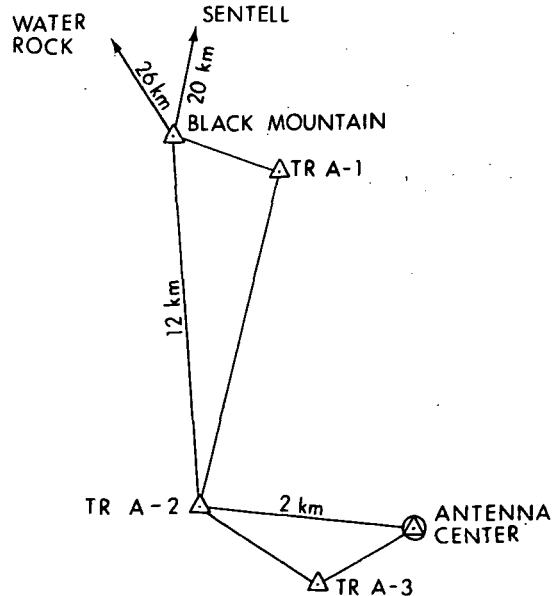 SENTELL
WATER
ROCK
26 km
20 km
BLACK MOUNTAIN
TR A-1
12 km
TR A-2
2 km
ANTENNA
CENTER
TR A-3